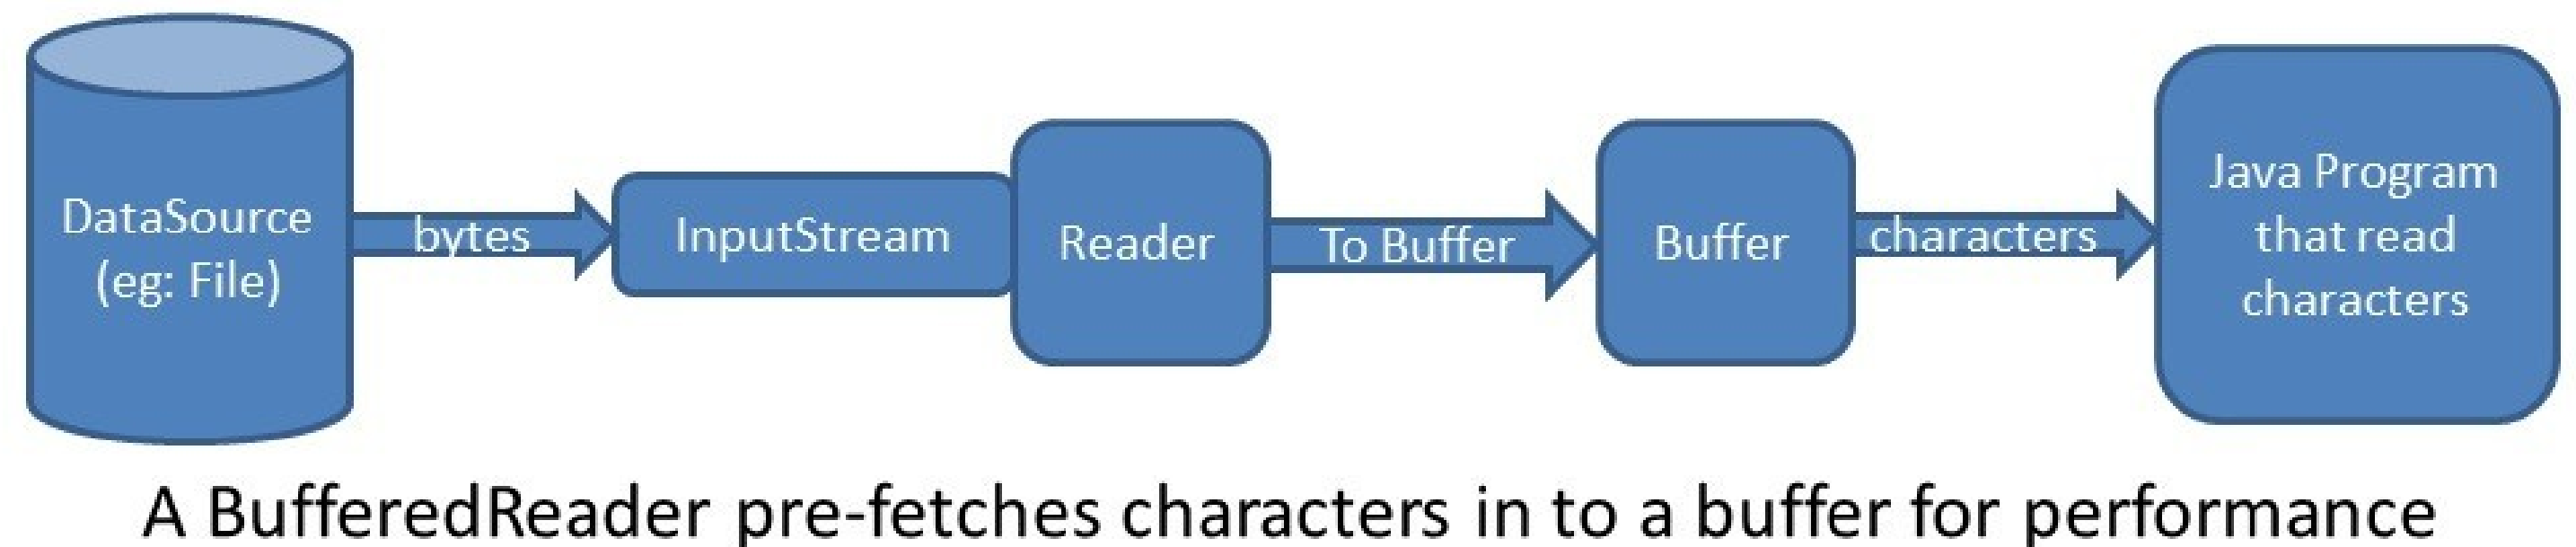 DataSource
(eg: File)
bytes
InputStream
Reader
To Buffer
Buffer
characters
Java Program
that read
characters
A BufferedReader pre-fetches characters in to a buffer for performance